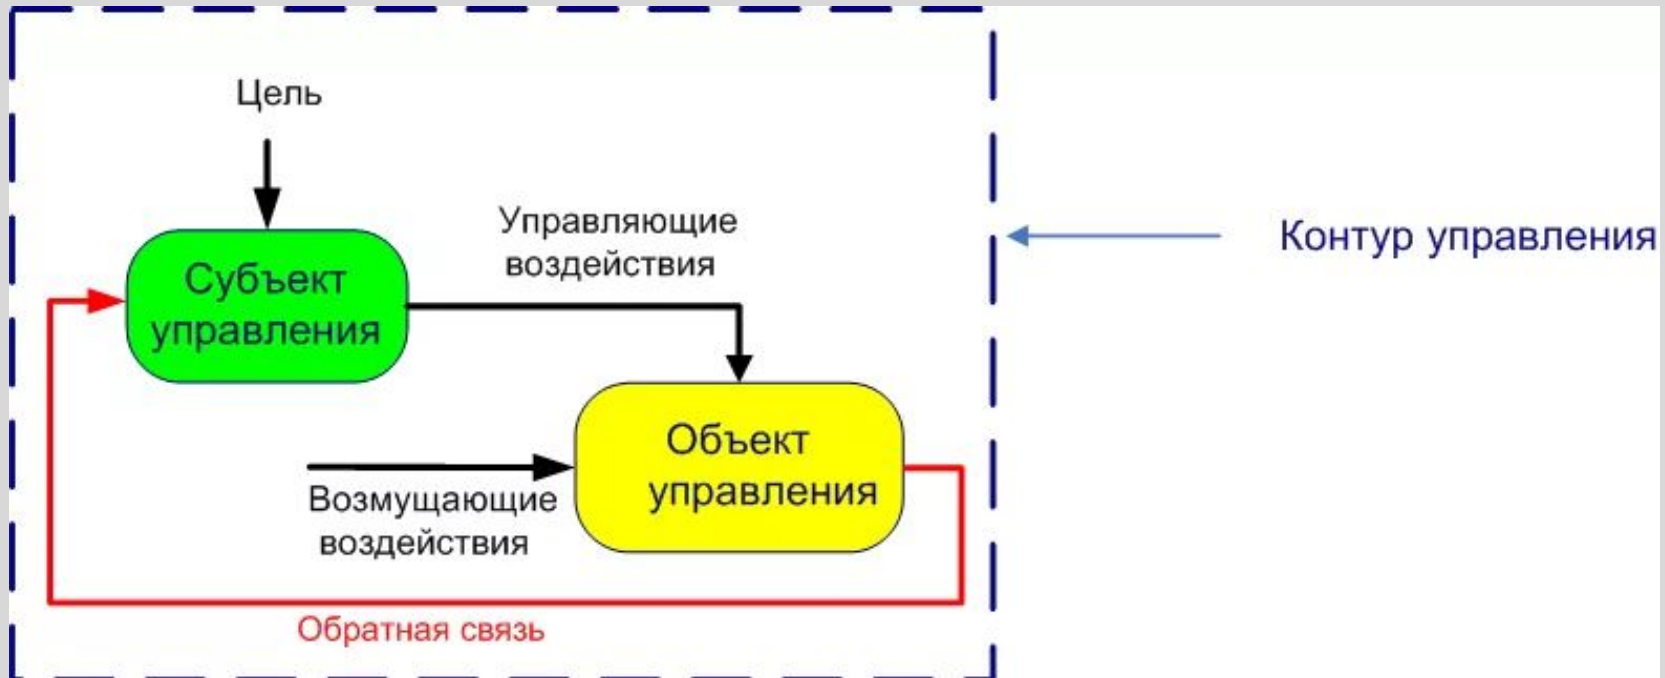 Цель
Управляющие
воздействия
Контур управления
Субъект
управления
Объект
управления
Возмущающие
воздействия
Обратная связь